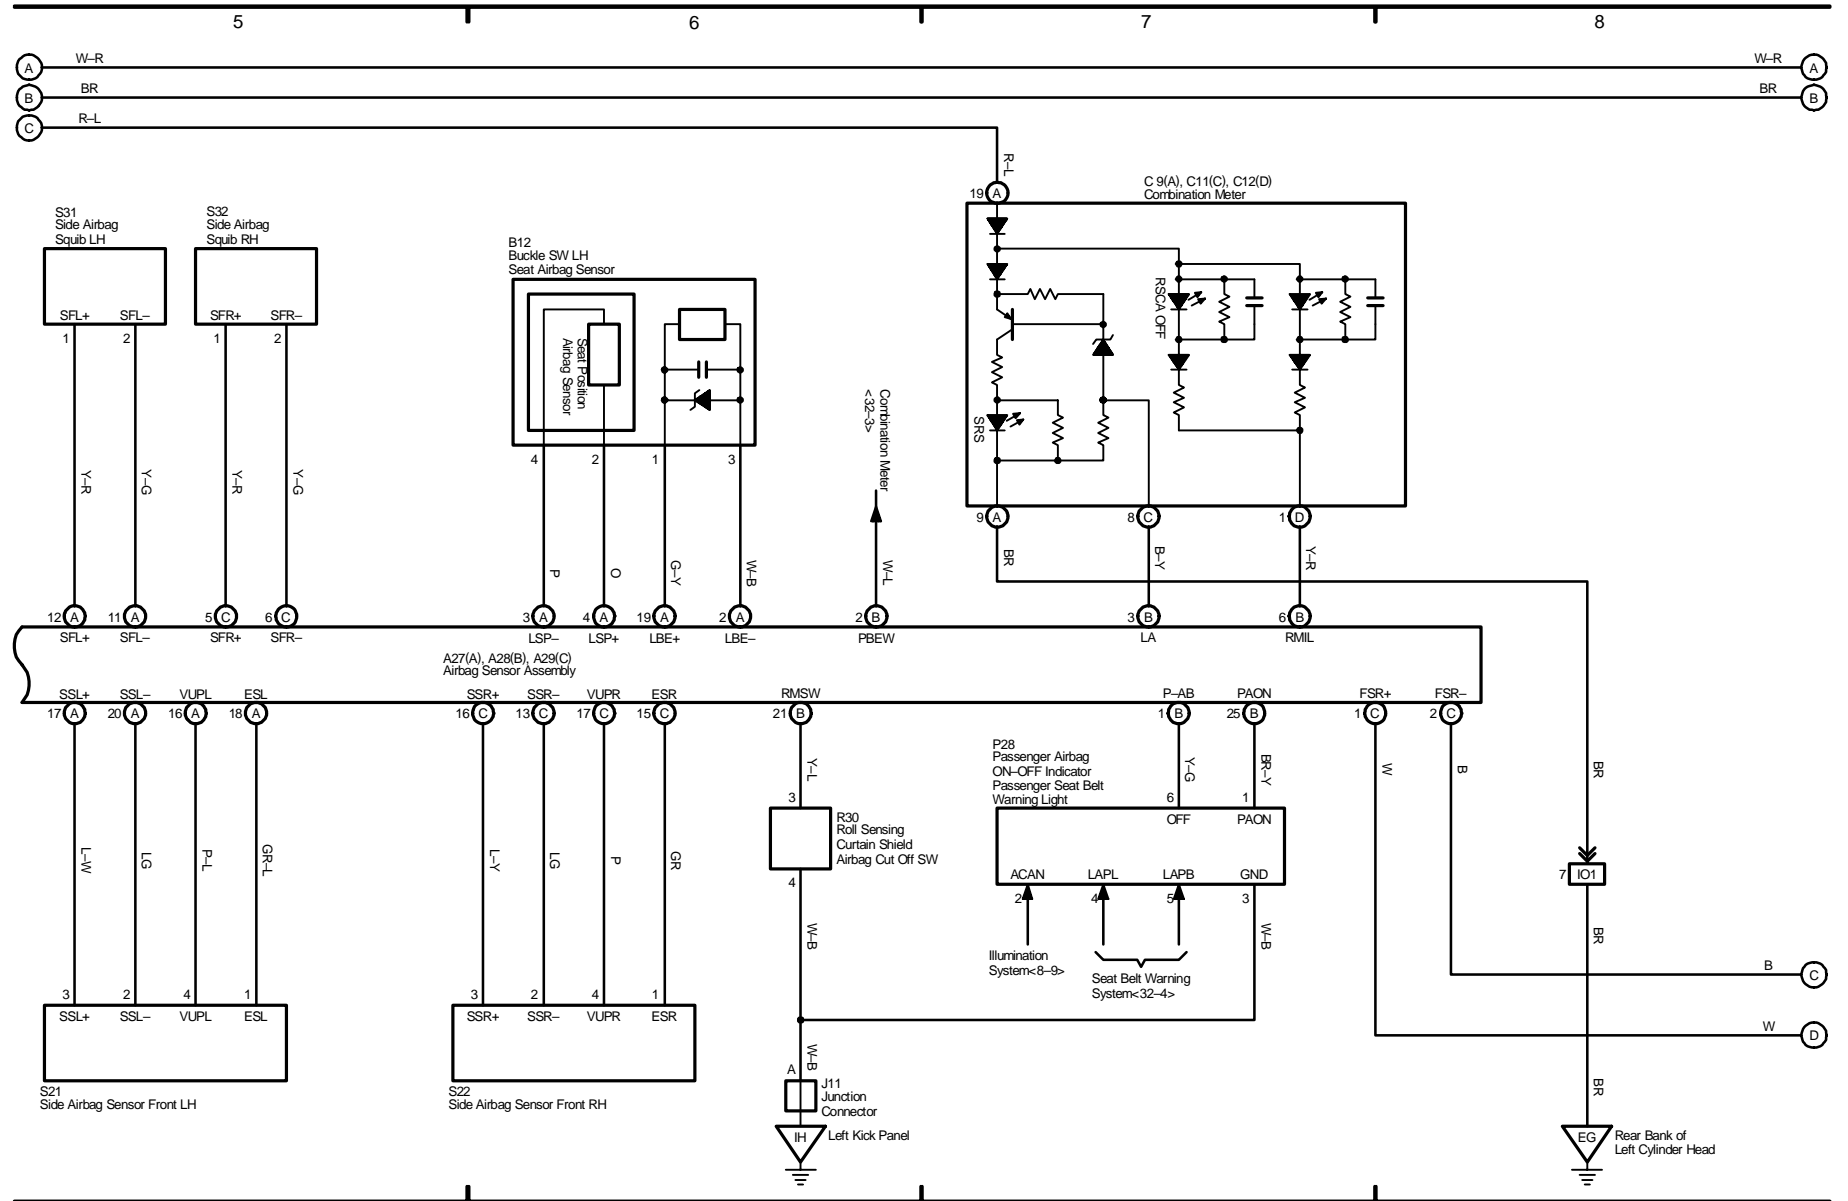 5 6 7 8
A W–R W–R A
B BR BR B
C R–L
R–L
19 A
C 9(A), C11(C), C12(D)
Combination Meter
S31
Side Airbag
Squib LH
S32
Side Airbag
Squib RH
B12
Buckle SW LH
Seat Airbag Sensor
SFL+ SFL– SFR+ SFR–
1 2 1 2
Seat Position
Airbag Sensor
RSCA OFF
SRS
4 2 1 3
Combination Meter
<32–3>
9 A 8 C 1 D
Y–R Y–G Y–R Y–G P O G–Y W–B W–L BR B–Y Y–R
12 A 11 A 5 C 6 C 3 A 4 A 19 A 2 A 2 B 3 B 6 B
SFL+ SFL– SFR+ SFR– LSP– LSP+ LBE+ LBE– PBEW LA RMIL
A27(A), A28(B), A29(C)
Airbag Sensor Assembly
SSL+ SSL– VUPL ESL SSR+ SSR– VUPR ESR RMSW P–AB PAON FSR+ FSR–
17 A 20 A 16 A 18 A 16 C 13 C 17 C 15 C 21 B 1 B 25 B 1 C 2 C
P28
Passenger Airbag
ON–OFF Indicator
Passenger Seat Belt
Warning Light
Y–L Y–G BR–Y W B BR
3 6 1
OFF PAON
R30
Roll Sensing
Curtain Shield
Airbag Cut Off SW
L–W LG P–L GR–L L–Y LG P GR
4
ACAN LAPL LAPB GND
2 4 5 3
7 IO1
W–B W–B BR
Illumination
System<8–9>
Seat Belt Warning
System<32–4>
B C
3 2 4 1 3 2 4 1
SSL+ SSL– VUPL ESL SSR+ SSR– VUPR ESR
W D
W–B
A
J11
Junction
Connector
BR
S21
Side Airbag Sensor Front LH
S22
Side Airbag Sensor Front RH
IH Left Kick Panel
EG Rear Bank of
Left Cylinder Head